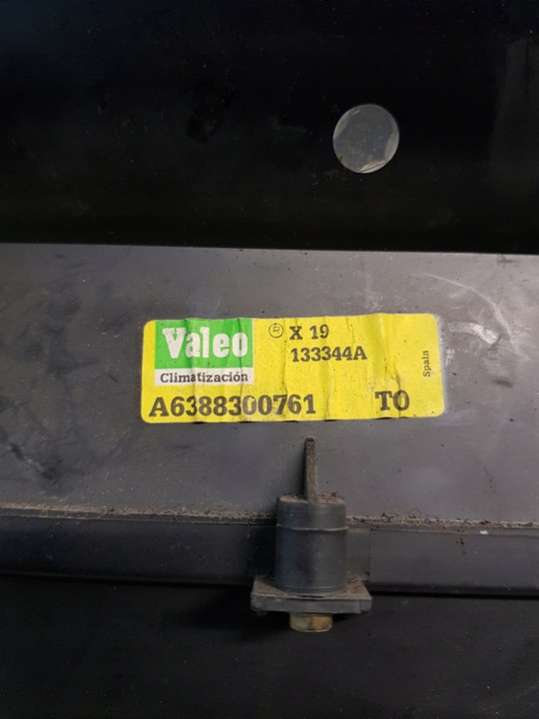 Valeo
Climatización
X 19
133344A
A6388300761 TO
Spain